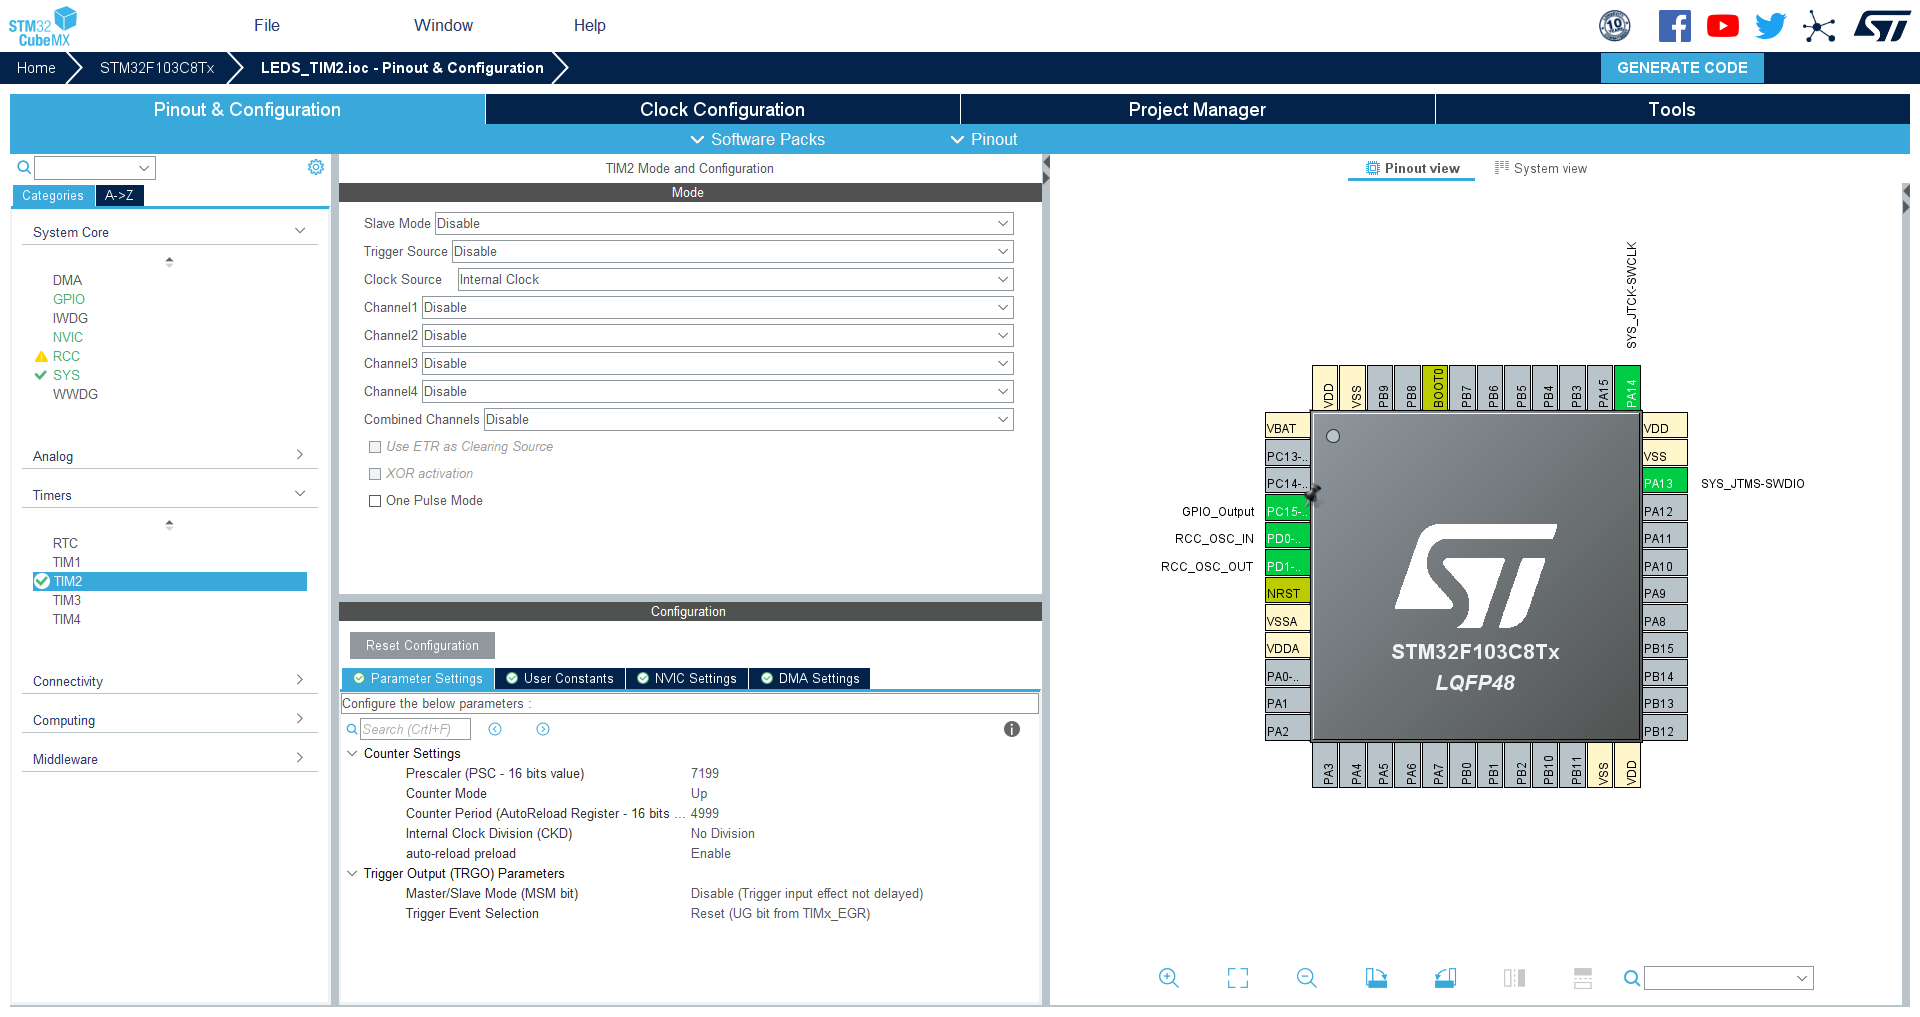 STM32
CubeMX
File
Window
Help
10
Home
STM32F103C8Tx
LEDS_TIM2.ioc - Pinout & Configuration
GENERATE CODE
Pinout & Configuration
Clock Configuration
Project Manager
Tools
Software Packs
Pinout
Categories
A->Z
System Core
DMA
GPIO
IWDG
NVIC
RCC
SYS
WWDG
Analog
Timers
RTC
TIM1
TIM2
TIM3
TIM4
Connectivity
Computing
Middleware
TIM2 Mode and Configuration
Mode
Slave Mode Disable
Trigger Source Disable
Clock Source Internal Clock
Channel1 Disable
Channel2 Disable
Channel3 Disable
Channel4 Disable
Combined Channels Disable
Use ETR as Clearing Source
XOR activation
One Pulse Mode
Configuration
Reset Configuration
Parameter Settings
User Constants
NVIC Settings
DMA Settings
Configure the below parameters :
Search (Crtl+F)
Counter Settings
Prescaler (PSC - 16 bits value) 7199
Counter Mode Up
Counter Period (AutoReload Register - 16 bits ... 4999
Internal Clock Division (CKD) No Division
auto-reload preload Enable
Trigger Output (TRGO) Parameters
Master/Slave Mode (MSM bit) Disable (Trigger input effect not delayed)
Trigger Event Selection Reset (UG bit from TIMx_EGR)
Pinout view
System view
SYS_JTCK-SWCLK
VDD
VSS
PB9
PB8
BOOT0
PB7
PB6
PB5
PB4
PB3
PA15
PA14
VBAT
PC13-..
PC14-..
GPIO_Output PC15-..
RCC_OSC_IN PD0-..
RCC_OSC_OUT PD1-..
NRST
VSSA
VDDA
PA0-..
PA1
PA2
VDD
VSS
PA13 SYS_JTMS-SWDIO
PA12
PA11
PA10
PA9
PA8
PB15
PB14
PB13
PB12
ST
STM32F103C8Tx
LQFP48
PA3
PA4
PA5
PA6
PA7
PB0
PB1
PB2
PB10
PB11
VSS
VDD